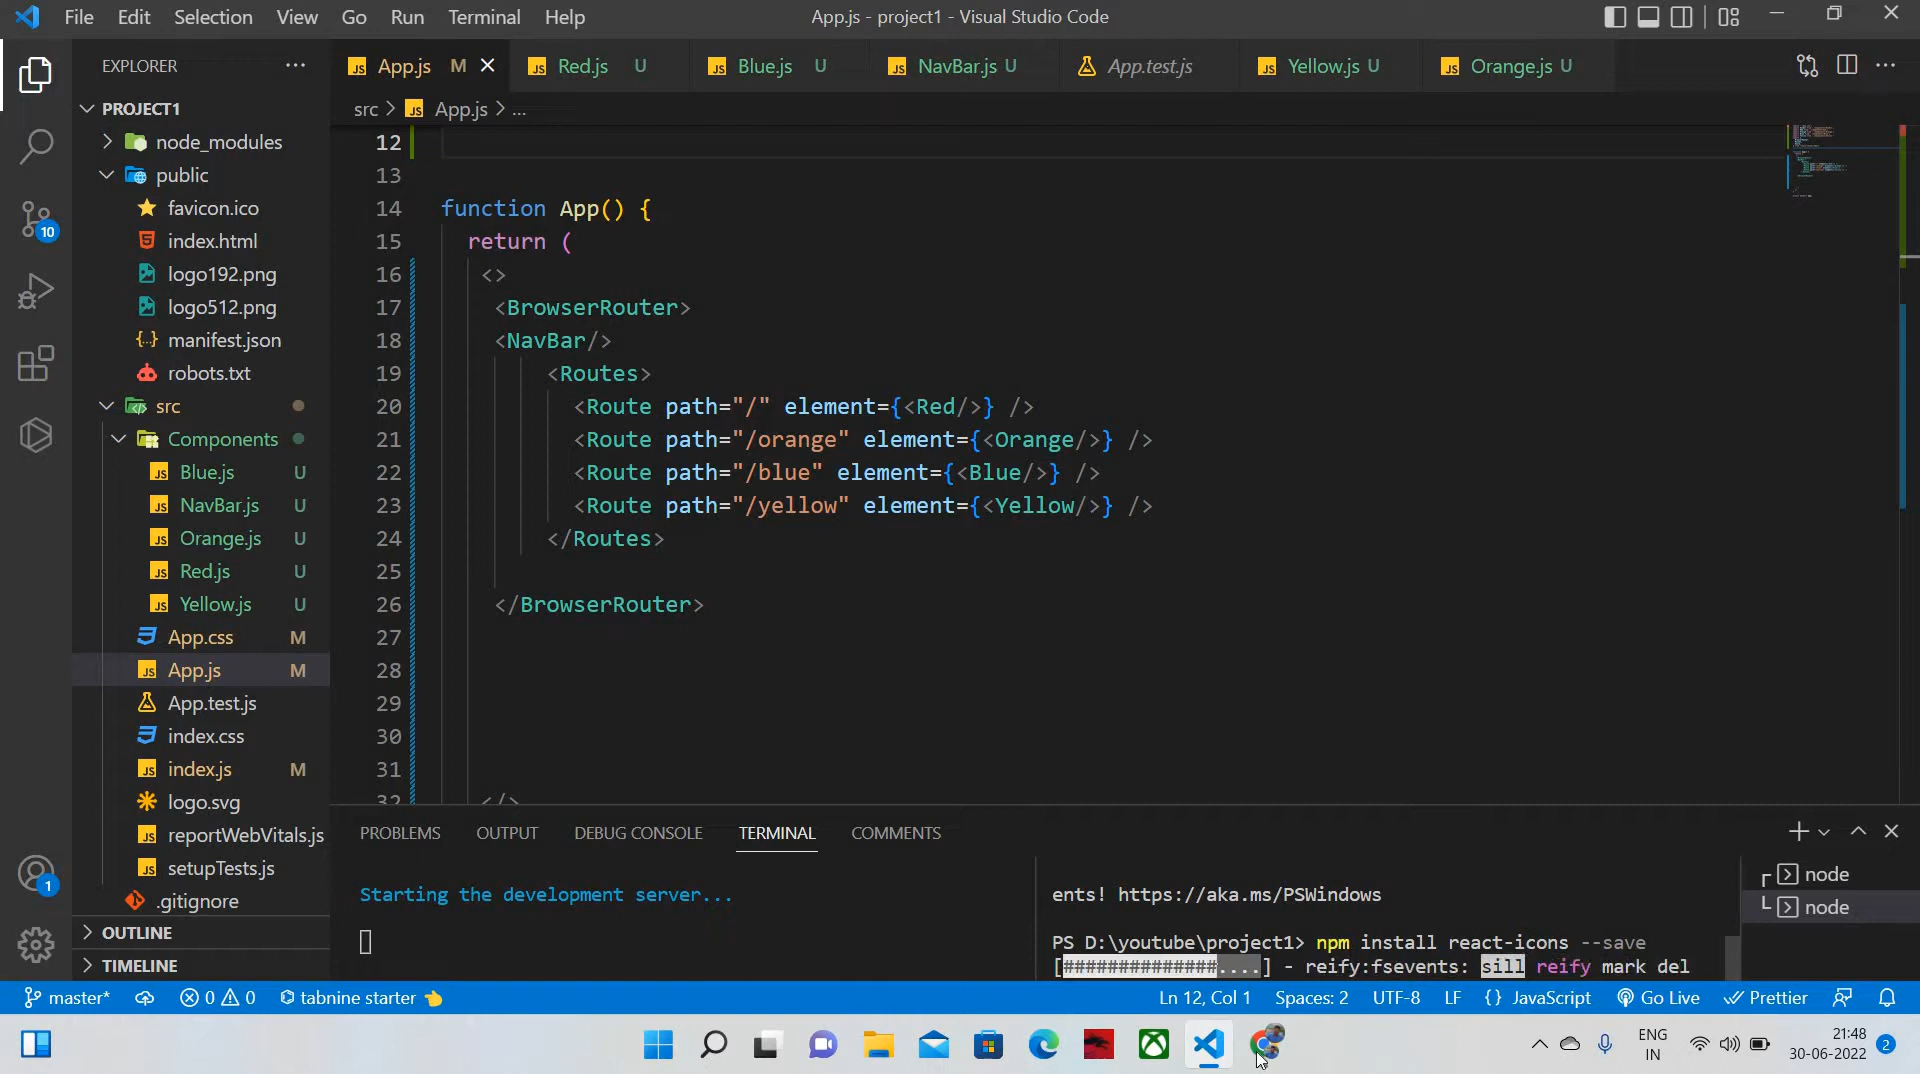 File Edit Selection View Go Run Terminal Help
App.js - project1 - Visual Studio Code
EXPLORER
App.js M
Red.js U
Blue.js U
NavBar.js U
App.test.js
Yellow.js U
Orange.js U
PROJECT1
node_modules
public
favicon.ico
index.html
logo192.png
logo512.png
manifest.json
robots.txt
src
Components
Blue.js U
NavBar.js U
Orange.js U
Red.js U
Yellow.js U
App.css M
App.js M
App.test.js
index.css
index.js M
logo.svg
reportWebVitals.js
setupTests.js
.gitignore
OUTLINE
TIMELINE
10
1
src > JS App.js > ...
12
13
14 function App() {
15 return (
16 <>
17 <BrowserRouter>
18 <NavBar/>
19 <Routes>
20 <Route path="/" element={<Red/>} />
21 <Route path="/orange" element={<Orange/>} />
22 <Route path="/blue" element={<Blue/>} />
23 <Route path="/yellow" element={<Yellow/>} />
24 </Routes>
25
26 </BrowserRouter>
27
28
29
30
31
32 </>
PROBLEMS OUTPUT DEBUG CONSOLE TERMINAL COMMENTS
Starting the development server...
ents! https://aka.ms/PSWindows
PS D:\youtube\project1> npm install react-icons --save
[##############....] - reify:fsevents: sill reify mark del
node
node
master* 0 0 tabnine starter
Ln 12, Col 1 Spaces: 2 UTF-8 LF {} JavaScript Go Live Prettier
ENG
IN
21:48
30-06-2022
2